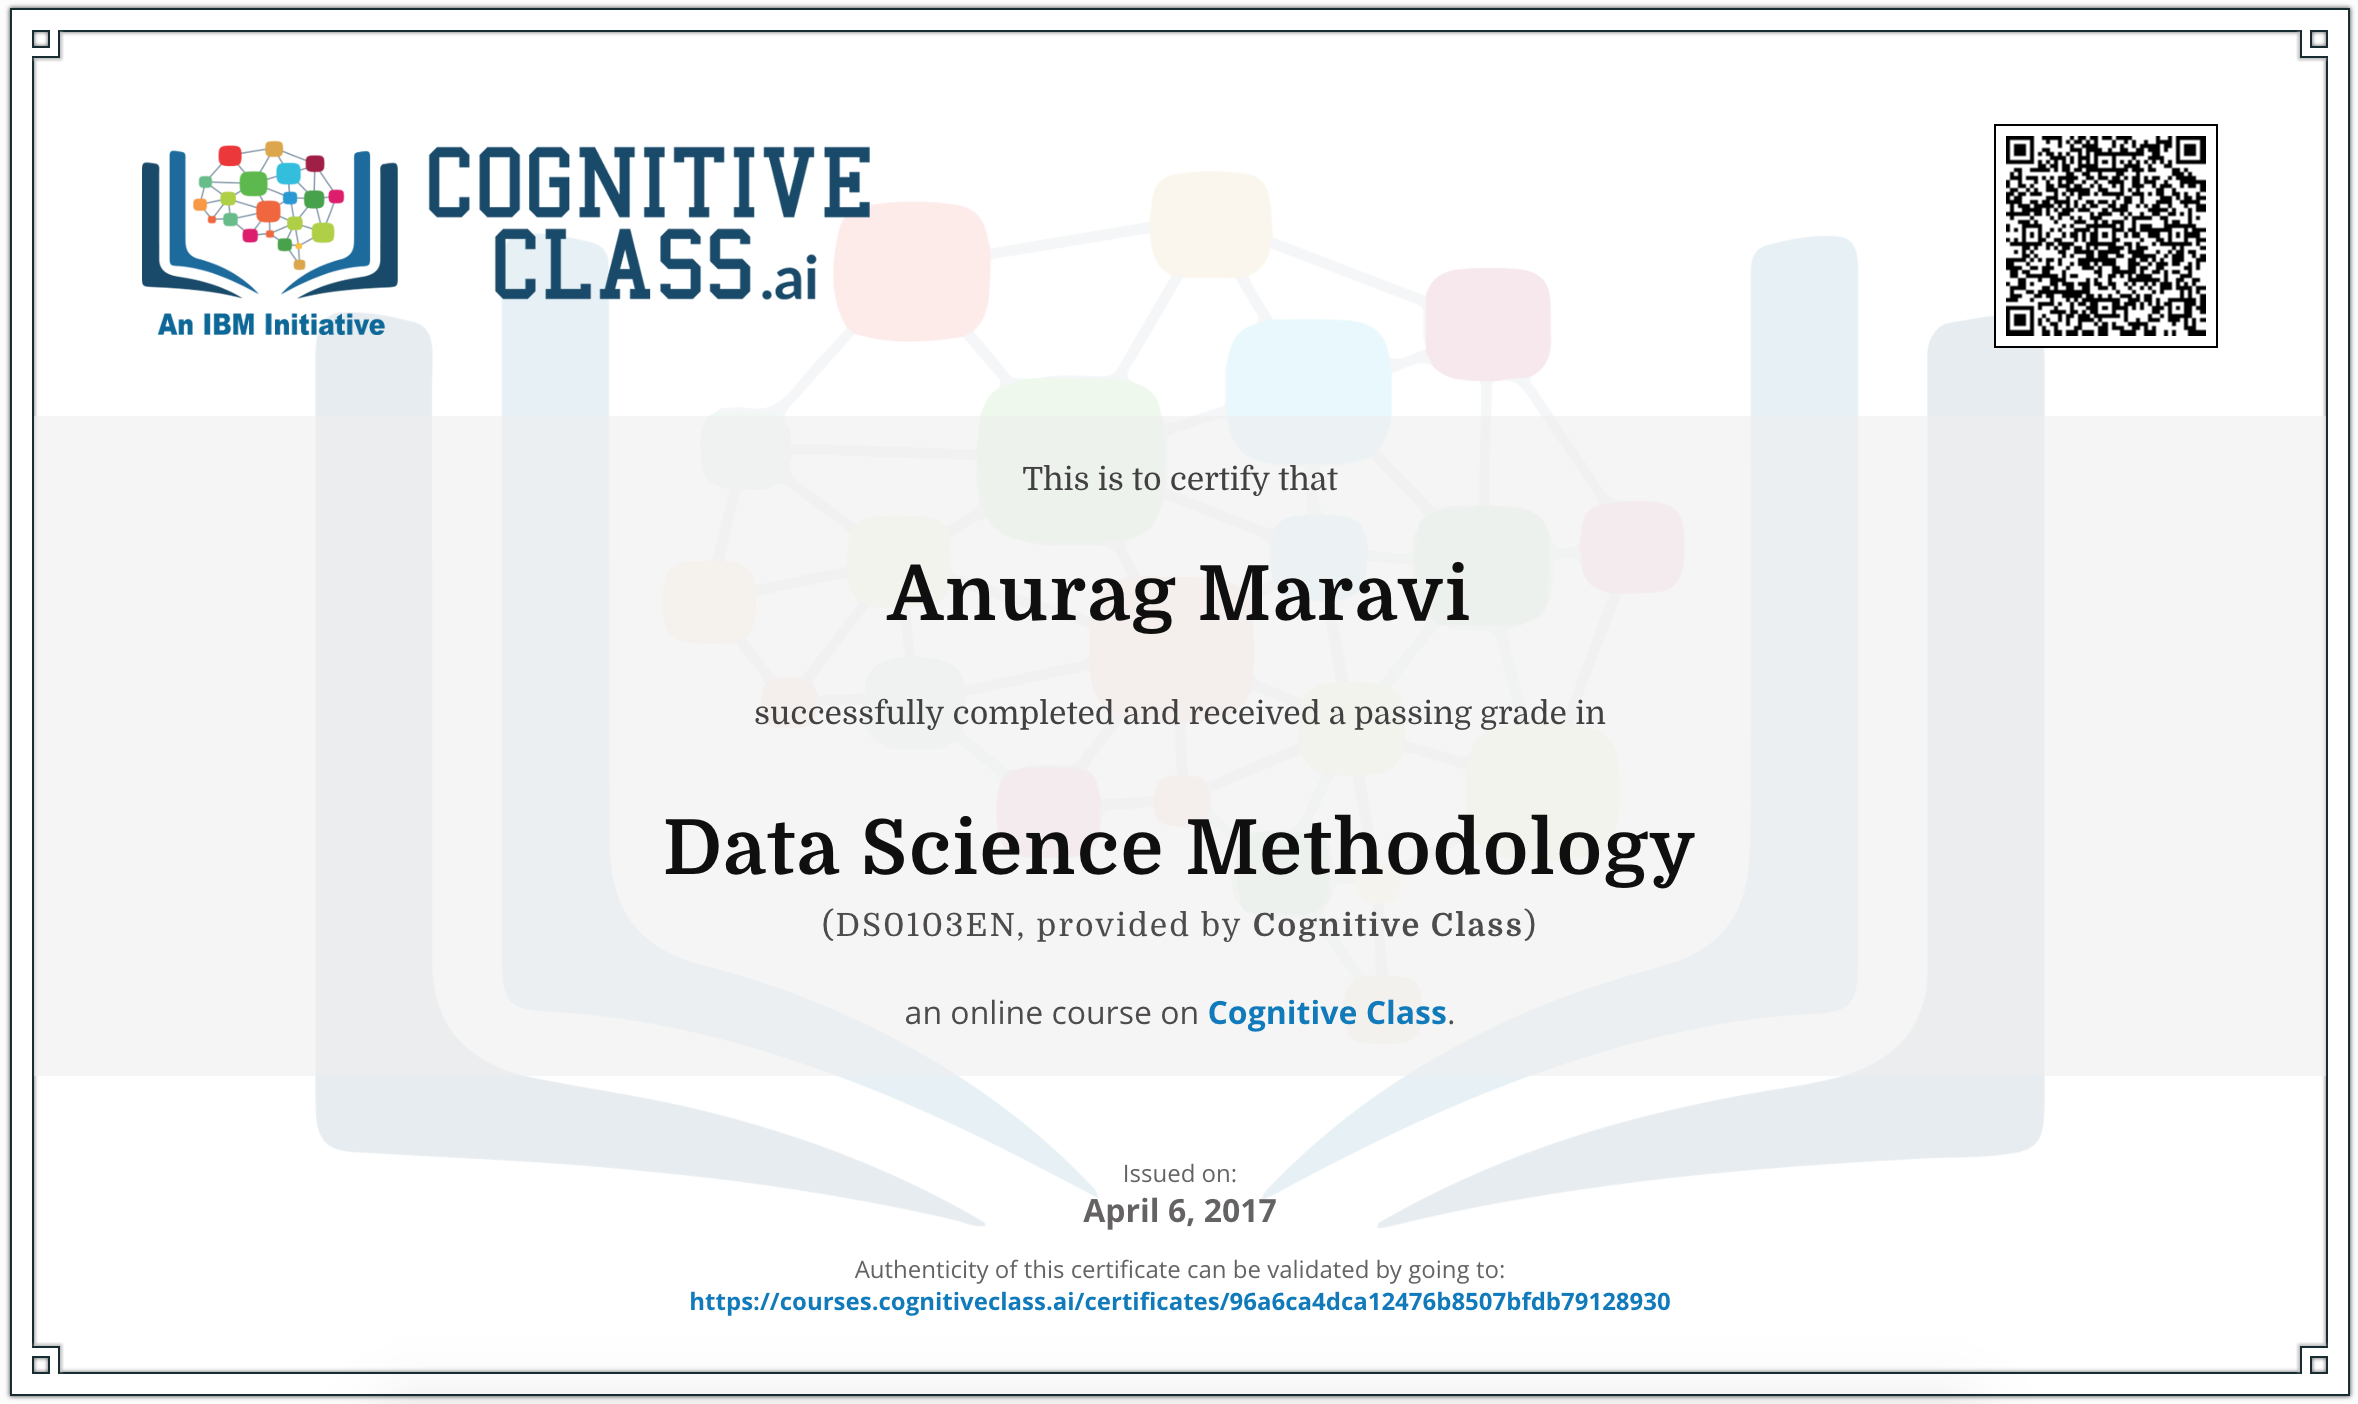 COGNITIVE
CLASS.ai
An IBM Initiative
This is to certify that
Anurag Maravi
successfully completed and received a passing grade in
Data Science Methodology
(DS0103EN, provided by Cognitive Class)
an online course on Cognitive Class.
Issued on:
April 6, 2017
Authenticity of this certificate can be validated by going to:
https://courses.cognitiveclass.ai/certificates/96a6ca4dca12476b8507bfdb79128930